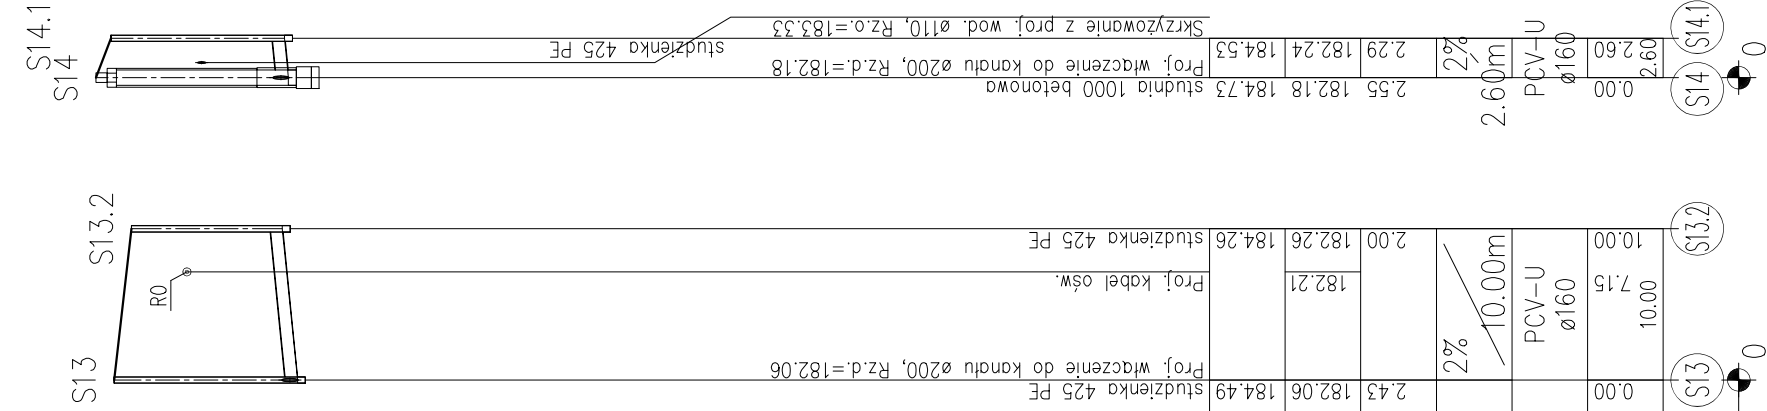 S14.1
S14
Skrzyżowanie z proj. wod. ø110, Rz.o.=183.33
studzienka 425 PE
184.53
182.24
2.29
2%
2.60m
PCV-U
ø160
2.60
2.60
S14.1
Proj. włączenie do kanału ø200, Rz.d.=182.18
studnia 1000 betonowa
184.73
182.18
2.55
0.00
S14
0
S13.2
studzienka 425 PE
184.26
182.26
2.00
10.00
S13.2
R0
Proj. kabel ośw.
182.21
7.15
2%
10.00m
PCV-U
ø160
10.00
S13
Proj. włączenie do kanału ø200, Rz.d.=182.06
studzienka 425 PE
184.49
182.06
2.43
0.00
S13
0